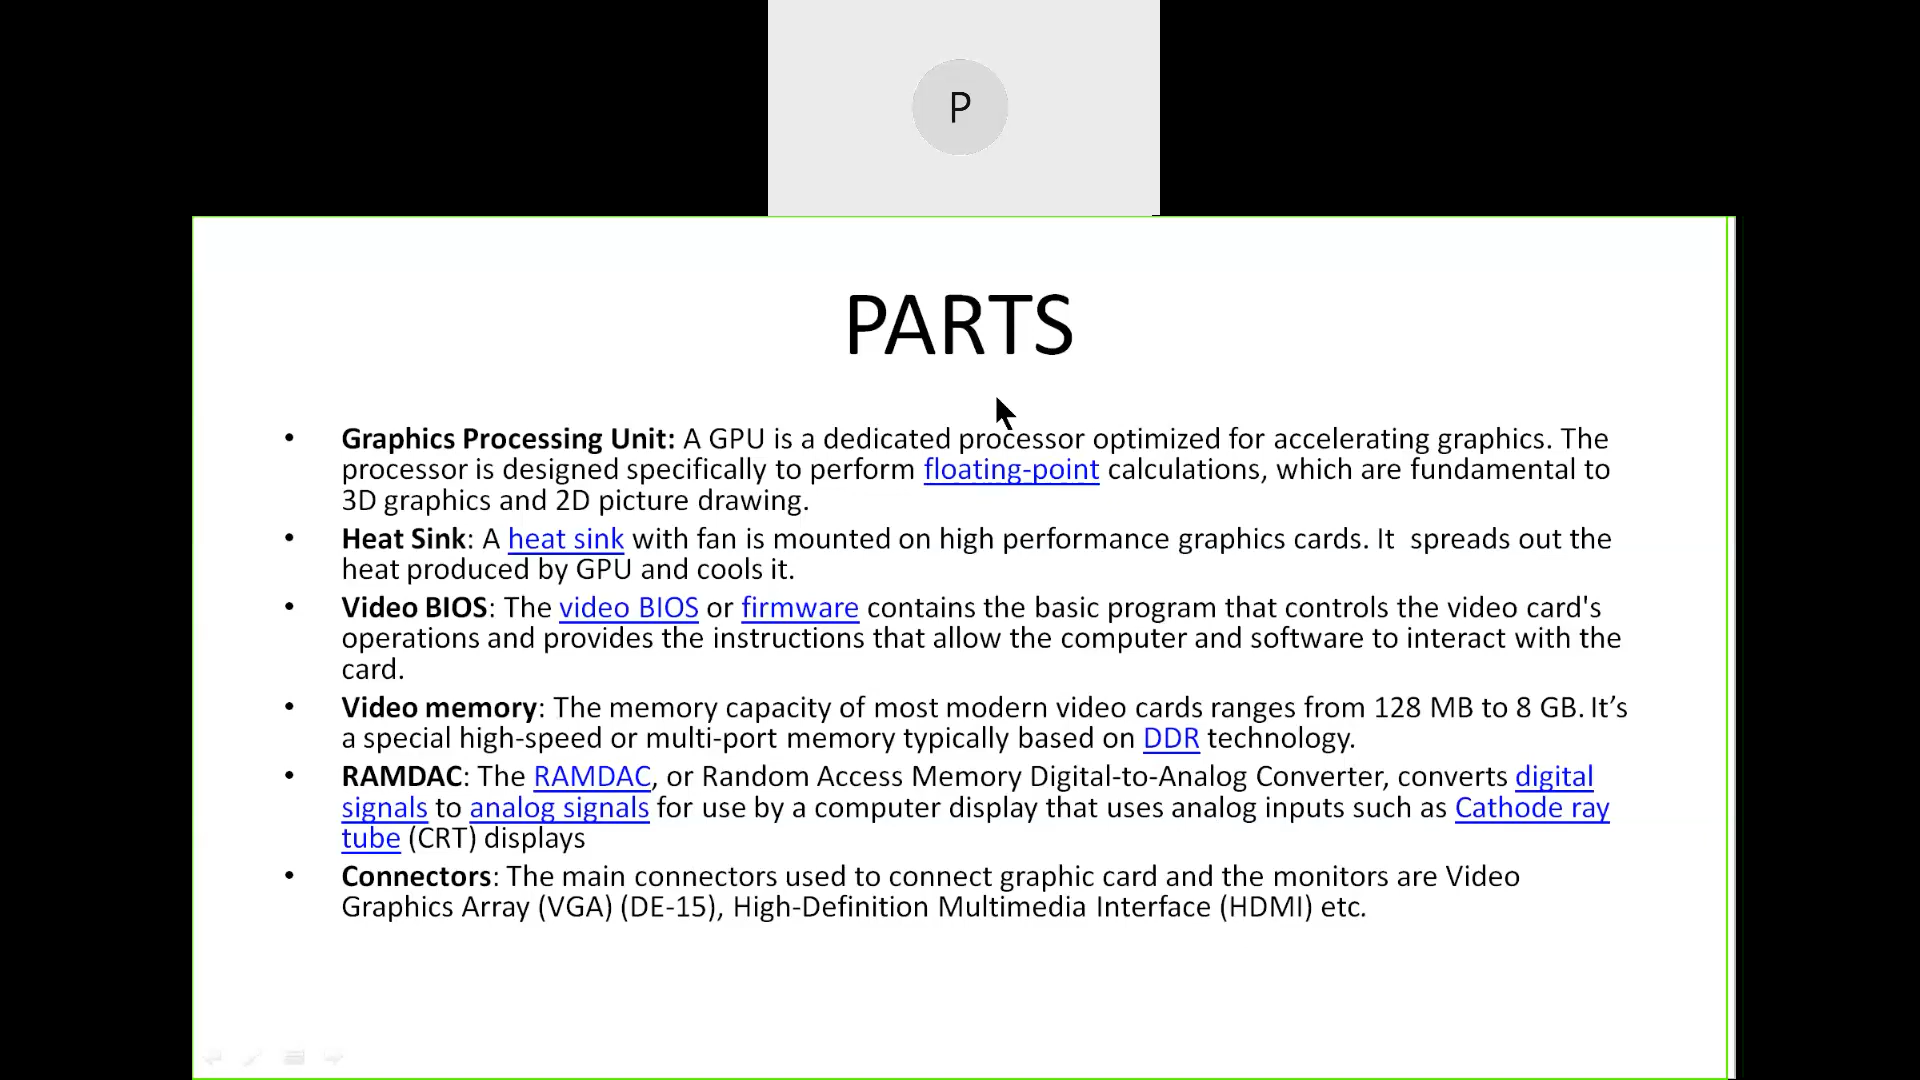 P
PARTS
• Graphics Processing Unit: A GPU is a dedicated processor optimized for accelerating graphics. The
processor is designed specifically to perform floating-point calculations, which are fundamental to
3D graphics and 2D picture drawing.
• Heat Sink: A heat sink with fan is mounted on high performance graphics cards. It  spreads out the
heat produced by GPU and cools it.
• Video BIOS: The video BIOS or firmware contains the basic program that controls the video card's
operations and provides the instructions that allow the computer and software to interact with the
card.
• Video memory: The memory capacity of most modern video cards ranges from 128 MB to 8 GB. It’s
a special high-speed or multi-port memory typically based on DDR technology.
• RAMDAC: The RAMDAC, or Random Access Memory Digital-to-Analog Converter, converts digital
signals to analog signals for use by a computer display that uses analog inputs such as Cathode ray
tube (CRT) displays
• Connectors: The main connectors used to connect graphic card and the monitors are Video
Graphics Array (VGA) (DE-15), High-Definition Multimedia Interface (HDMI) etc.